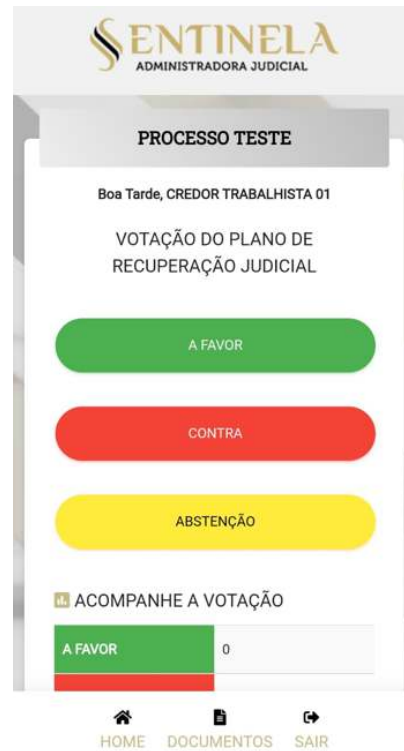 SENTINELA
ADMINISTRADORA JUDICIAL
PROCESSO TESTE
Boa Tarde, CREDOR TRABALHISTA 01
VOTAÇÃO DO PLANO DE
RECUPERAÇÃO JUDICIAL
A FAVOR
CONTRA
ABSTENÇÃO
ACOMPANHE A VOTAÇÃO
A FAVOR 0
HOME DOCUMENTOS SAIR